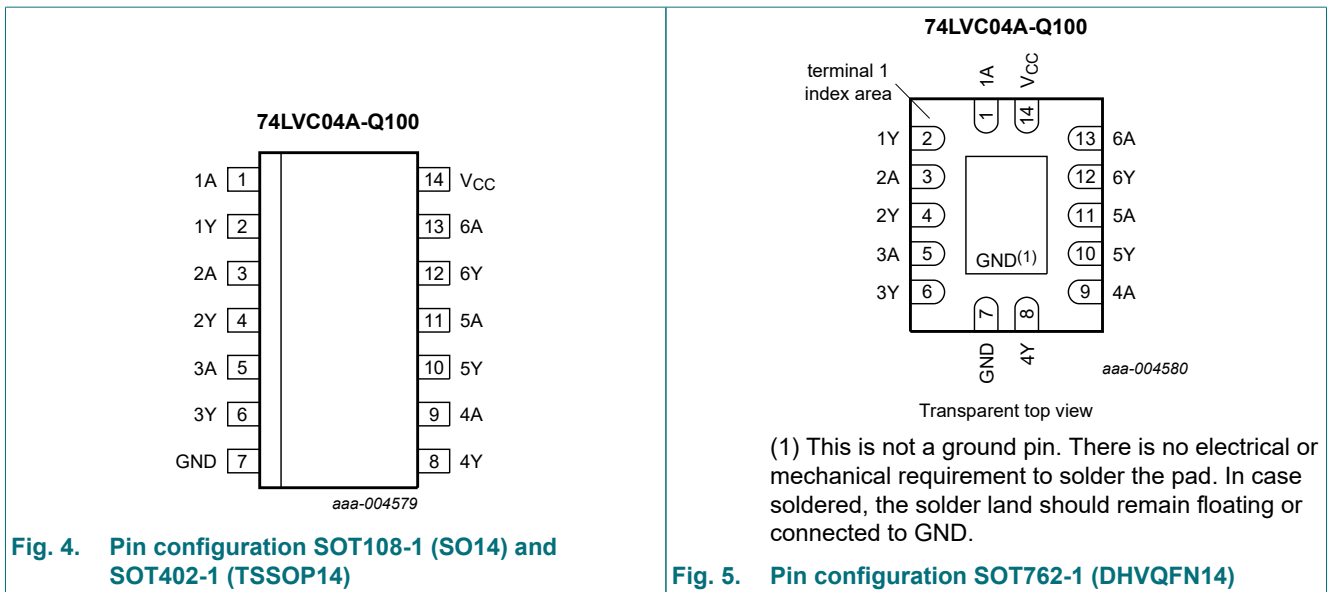 74LVC04A-Q100
1A 1
14 VCC
1Y 2
13 6A
2A 3
12 6Y
2Y 4
11 5A
3A 5
10 5Y
3Y 6
9 4A
GND 7
8 4Y
aaa-004579
Fig. 4. Pin configuration SOT108-1 (SO14) and
SOT402-1 (TSSOP14)
74LVC04A-Q100
terminal 1
index area
1A
VCC
1
14
1Y 2
13 6A
2A 3
12 6Y
2Y 4
11 5A
3A 5
GND(1)
10 5Y
3Y 6
9 4A
7
8
GND
4Y
aaa-004580
Transparent top view
(1) This is not a ground pin. There is no electrical or
mechanical requirement to solder the pad. In case
soldered, the solder land should remain floating or
connected to GND.
Fig. 5. Pin configuration SOT762-1 (DHVQFN14)